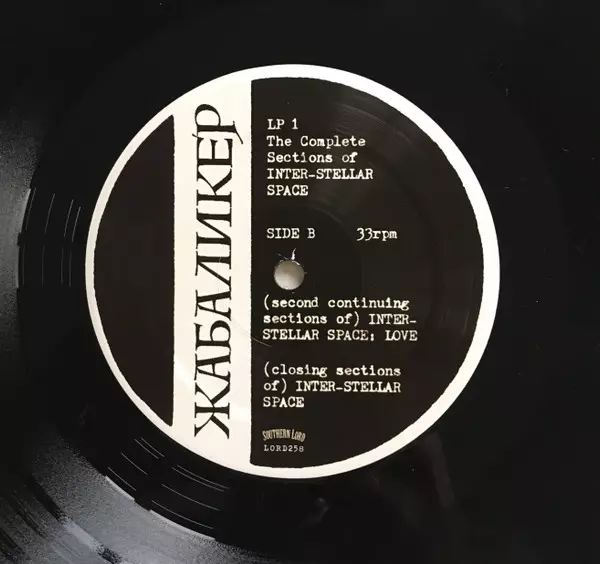 ЖАБАЛИКЕР
LP 1
The Complete
Sections of
INTER-STELLAR
SPACE
SIDE B 33rpm
(second continuing
sections of) INTER-
STELLAR SPACE: LOVE
(closing sections
of) INTER-STELLAR
SPACE
SOUTHERN LORD
LORD258